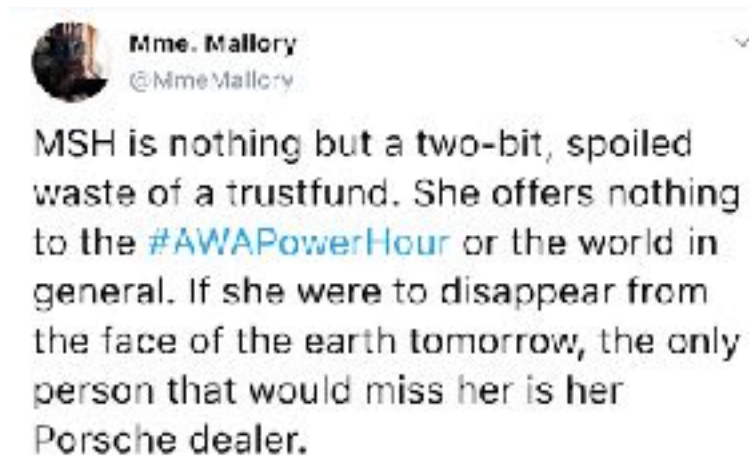 Mme. Mallory
@MmeMallory
MSH is nothing but a two-bit, spoiled
waste of a trustfund. She offers nothing
to the #AWAPowerHour or the world in
general. If she were to disappear from
the face of the earth tomorrow, the only
person that would miss her is her
Porsche dealer.